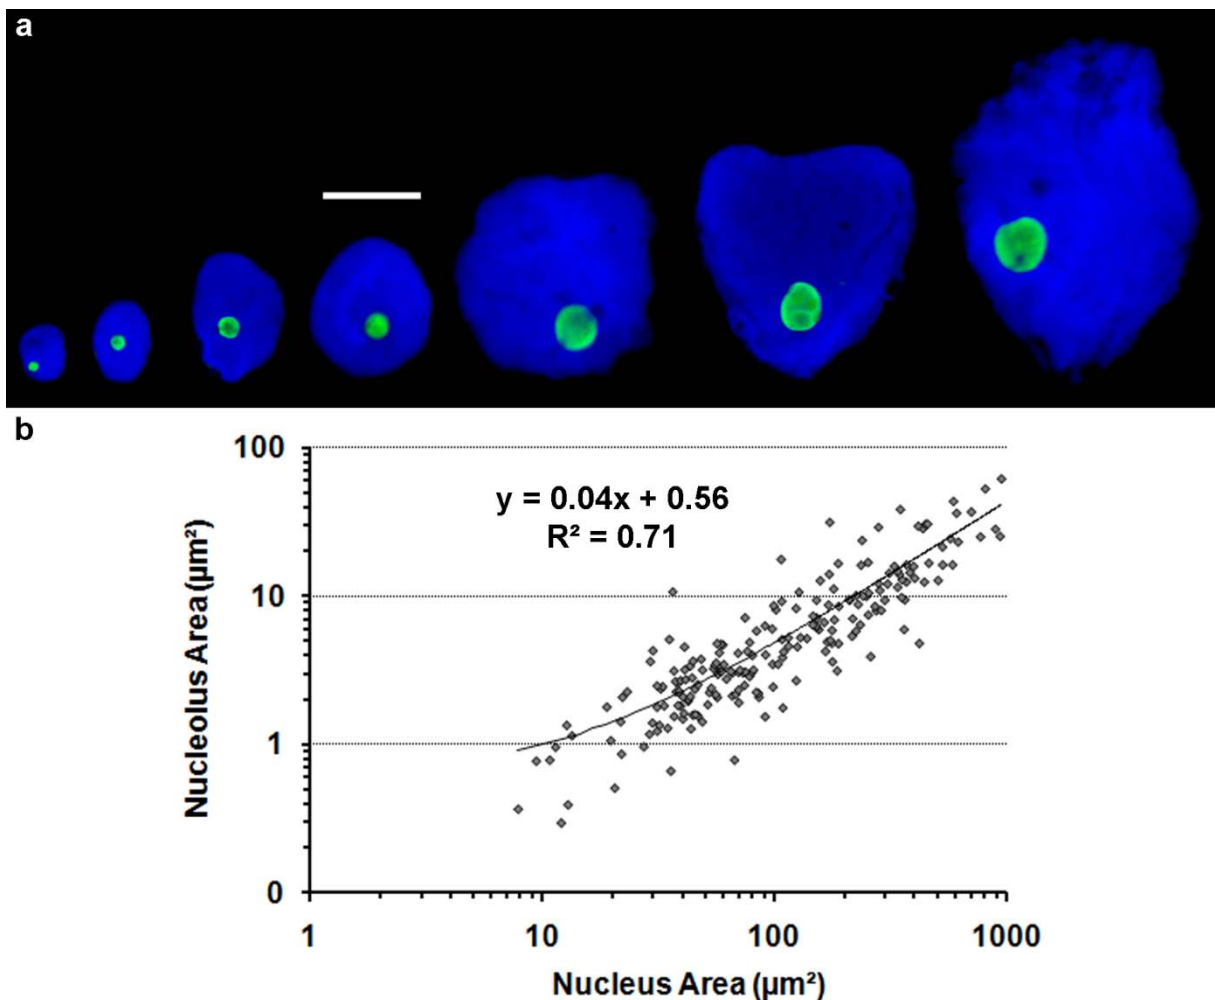 a
b
100
10
1
0
y = 0.04x + 0.56
R² = 0.71
Nucleolus Area (µm²)
1
10
100
1000
Nucleus Area (µm²)